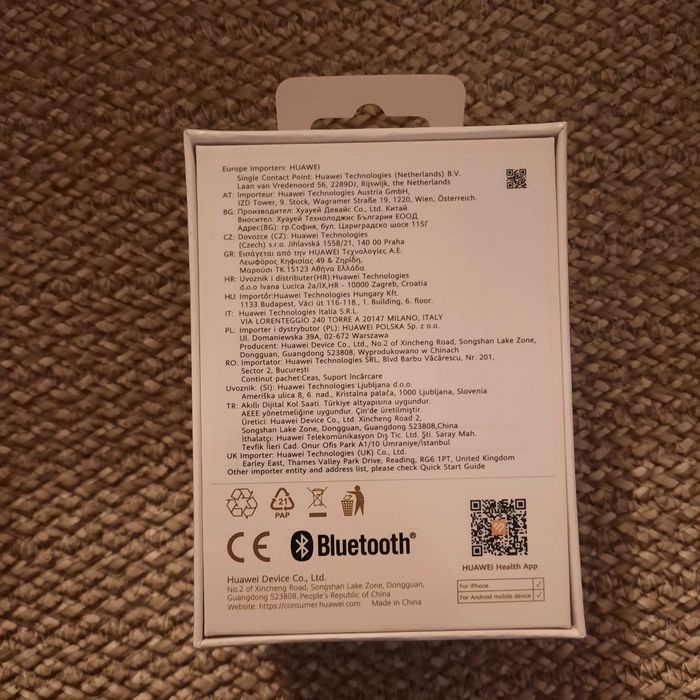 Europe Importers: HUAWEI
Single Contact Point: Huawei Technologies (Netherlands) B.V.
Laan van Vredenoord 56, 2289DJ, Rijswijk, the Netherlands
AT: Importeur: Huawei Technologies Austria GmbH,
IZD Tower, 9. Stock, Wagramer Straße 19, 1220, Wien, Österreich.
BG: Производител: Хуауей Девайс Ко., Лтд. Китай
Вносител: Хуауей Технолоджис България ЕООД
Адрес(BG): гр.София, бул. Цариградско шосе 115Г
CZ: Dovozce (CZ): Huawei Technologies
(Czech) s.r.o. Jihlavská 1558/21, 140 00 Praha
GR: Εισάγεται από την HUAWEI ΤΕΧΝΟΛΟΓΙΕΣ Α.Ε.
Λεωφόρος Κηφισίας 49 & Ζηρίδη,
Μαρούσι ΤΚ.15123 Αθήνα Ελλάδα
HR: Uvoznik i distributer(HR):Huawei Technologies
d.o.o Ivana Lucica 2a/IX,HR - 10000 Zagreb, Croatia
HU: Importőr:Huawei Technologies Hungary Kft.
1133 Budapest, Váci út 116-118., 1. Building, 6. floor.
IT: Huawei Technologies Italia S.R.L.
VIA LORENTEGGIO 240 TORRE A 20147 MILANO, ITALY
PL: Importer i dystrybutor (PL): HUAWEI POLSKA Sp. z o.o.
Ul. Domaniewska 39A, 02-672 Warszawa
Producent: Huawei Device Co., Ltd., No.2 of Xincheng Road, Songshan Lake Zone,
Dongguan, Guangdong 523808, Wyprodukowano w Chinach
RO: Importator: Huawei Technologies SRL, Blvd Barbu Văcărescu, Nr. 201,
Sector 2, București
Continut pachet:Ceas, Suport încărcare
Uvoznik: (SI): Huawei Technologies Ljubljana d.o.o.
Ameriška ulica 8, 6. nad., Kristalna palača, 1000 Ljubljana, Slovenia
TR: Akıllı Dijital Kol Saati. Türkiye altyapısına uygundur.
AEEE yönetmeliğine uygundur. Çin'de üretilmiştir.
Üretici: Huawei Device Co., Ltd. Xincheng Road 2,
Songshan Lake Zone, Dongguan, Guangdong 523808,China
İthalatçı: Huawei Telekomünikasyon Dış Tic. Ltd. Şti. Saray Mah.
Tevfik İleri Cad. Onur Ofis Park A1/10 Ümraniye/İstanbul
UK Importer: Huawei Technologies (UK) Co., Ltd.
Earley East, Thames Valley Park Drive, Reading, RG6 1PT, United Kingdom
Other importer entity and address list, please check Quick Start Guide
21
PAP
CE Bluetooth®
HUAWEI Health App
For iPhone ✓
For Android mobile device ✓
Huawei Device Co., Ltd.
No.2 of Xincheng Road, Songshan Lake Zone, Dongguan,
Guangdong 523808,People's Republic of China
Website: https://consumer.huawei.com Made in China